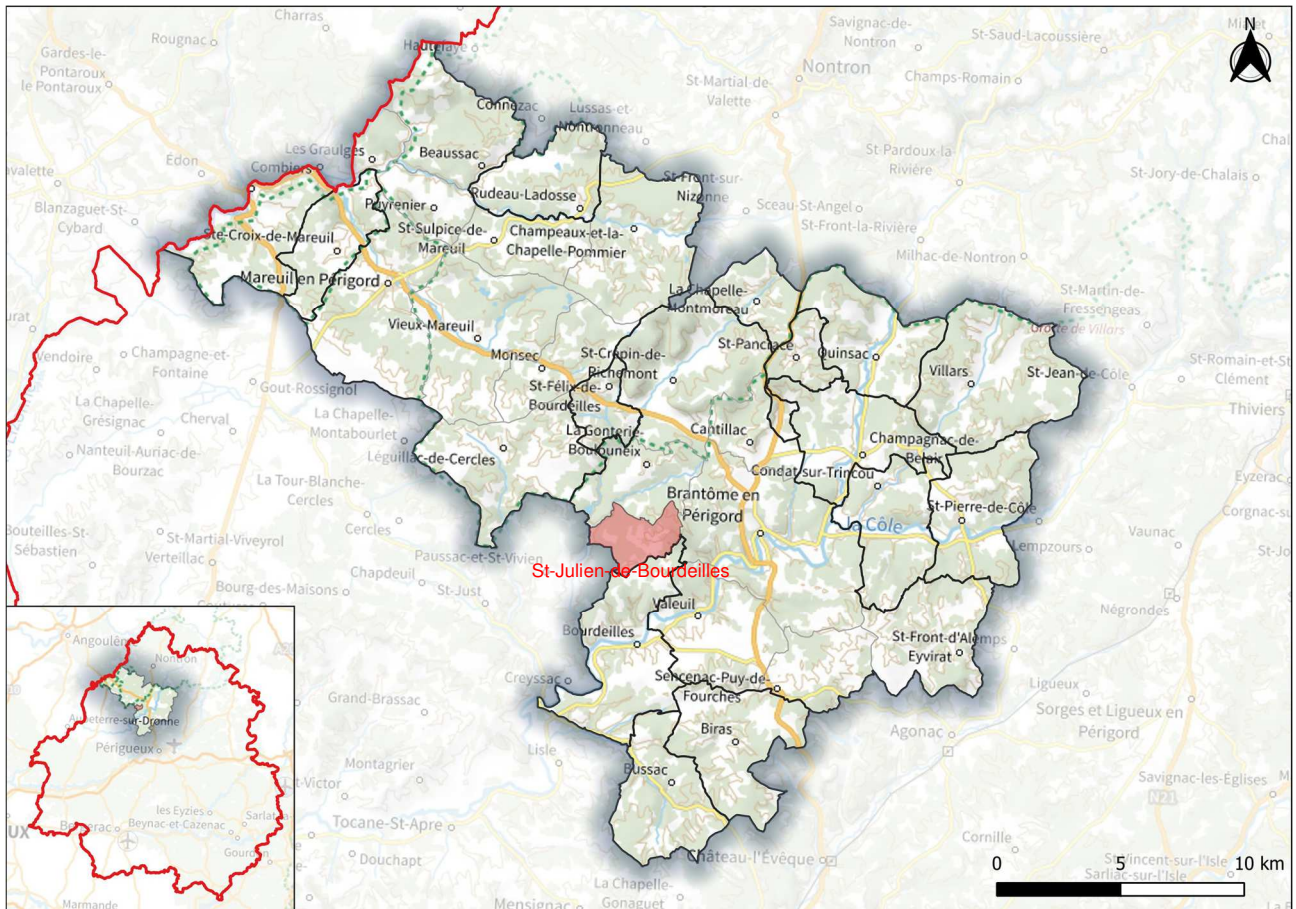 Charras
Rougnac
Hautefaye
Savignac-de-
Nontron
St-Saud-Lacoussière
N
Gardes-le-
Pontaroux
le Pontaroux
St-Martial-de-
Valette
Nontron
Champs-Romain
Connezac
Lussas-et-
Nontronneau
Les Graulges
Beaussac
Édon
Combiers
St-Pardoux-la-
Rivière
St-Jory-de-Chalais
St-Front-sur-
Nizonne
Rudeau-Ladosse
Puyrenier
Blanzaguet-St-
Cybard
Sceau-St-Angel
St-Front-la-Rivière
Ste-Croix-de-Mareuil
St-Sulpice-de-
Mareuil
Champeaux-et-la-
Chapelle-Pommier
Milhac-de-Nontron
Mareuil en Périgord
La Chapelle-
Montmoreau
St-Martin-de-
Fressengeas
Grotte de Villars
Vieux-Mareuil
Monsec
St-Crépin-de-
Richemont
St-Pancrace
Quinsac
Villars
St-Jean-de-Côle
St-Romain-et-St
Clément
Vendoire
Champagne-et-
Fontaine
Gout-Rossignol
St-Félix-de-
Bourdeilles
La Chapelle-
Grésignac
Cherval
La Chapelle-
Montabourlet
Thiviers
La Gonterie-
Boulouneix
Cantillac
Champagnac-de-
Belair
Nanteuil-Auriac-de-
Bourzac
Léguillac-de-Cercles
Condat-sur-Trincou
La Tour-Blanche-
Cercles
Eyzerac
Brantôme en
Périgord
St-Pierre-de-Côle
Corgnac-su
la Côle
Bouteilles-St-
Sébastien
St-Martial-Viveyrol
Verteillac
Cercles
Paussac-et-St-Vivien
Lempzours
Vaunac
St-Jo
Chapdeuil
St-Julien-de-Bourdeilles
Bourg-des-Maisons
St-Just
Valeuil
Négrondes
Bourdeilles
St-Front-d'Alemps
Eyvirat
Angoulêm
Nontron
Creyssac
Sencenac-Puy-de-
Fourches
Ligueux
Grand-Brassac
Sorges et Ligueux en
Périgord
Aubeterre-sur-Dronne
Biras
Agonac
Périgueux
Lisle
Montagrier
Bussac
St-Victor
Savignac-les-Églises
N21
les Eyzies
Beynac-et-Cazenac
Sarlat
Bergerac
Tocane-St-Apre
Cornille
Gourdon
Douchapt
Château-l'Évêque
St-Vincent-sur-l'Isle
Sarliac-sur-l'Isle
0 5 10 km
La Chapelle-
Gonaguet
Marmande
Mensignac